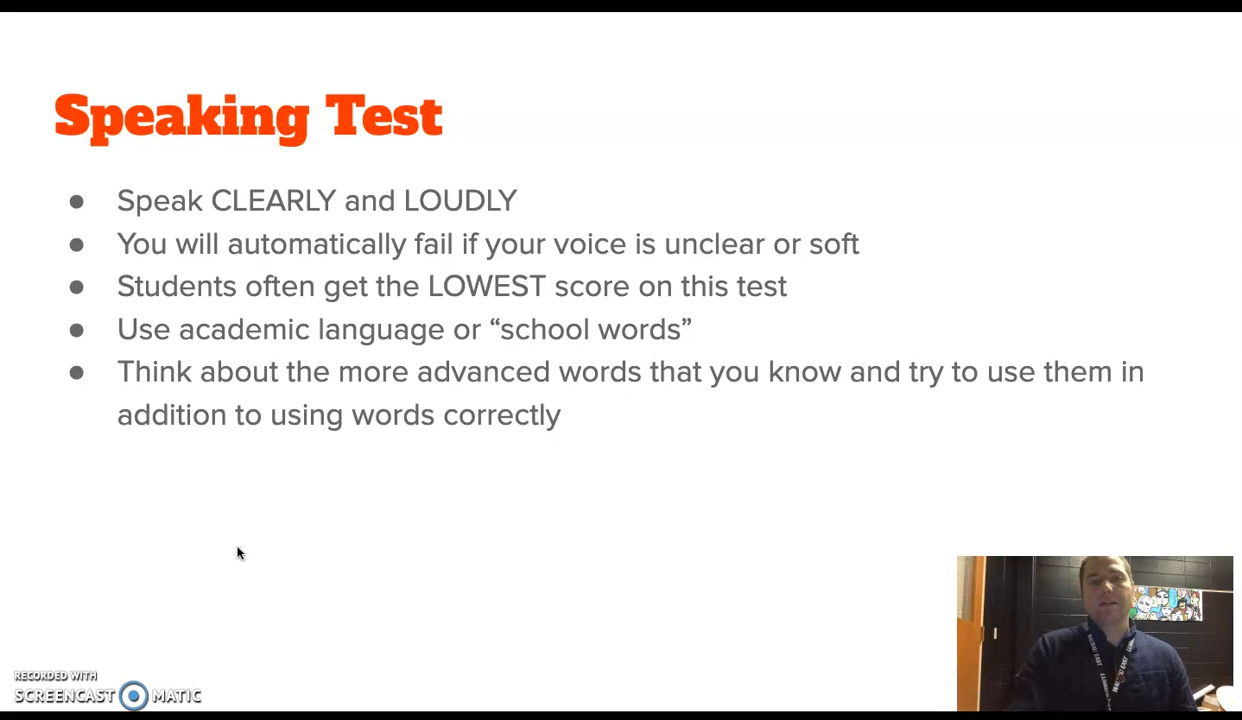 Speaking Test
● Speak CLEARLY and LOUDLY
● You will automatically fail if your voice is unclear or soft
● Students often get the LOWEST score on this test
● Use academic language or “school words”
● Think about the more advanced words that you know and try to use them in
addition to using words correctly
RECORDED WITH
SCREENCAST MATIC
EAST
EAST